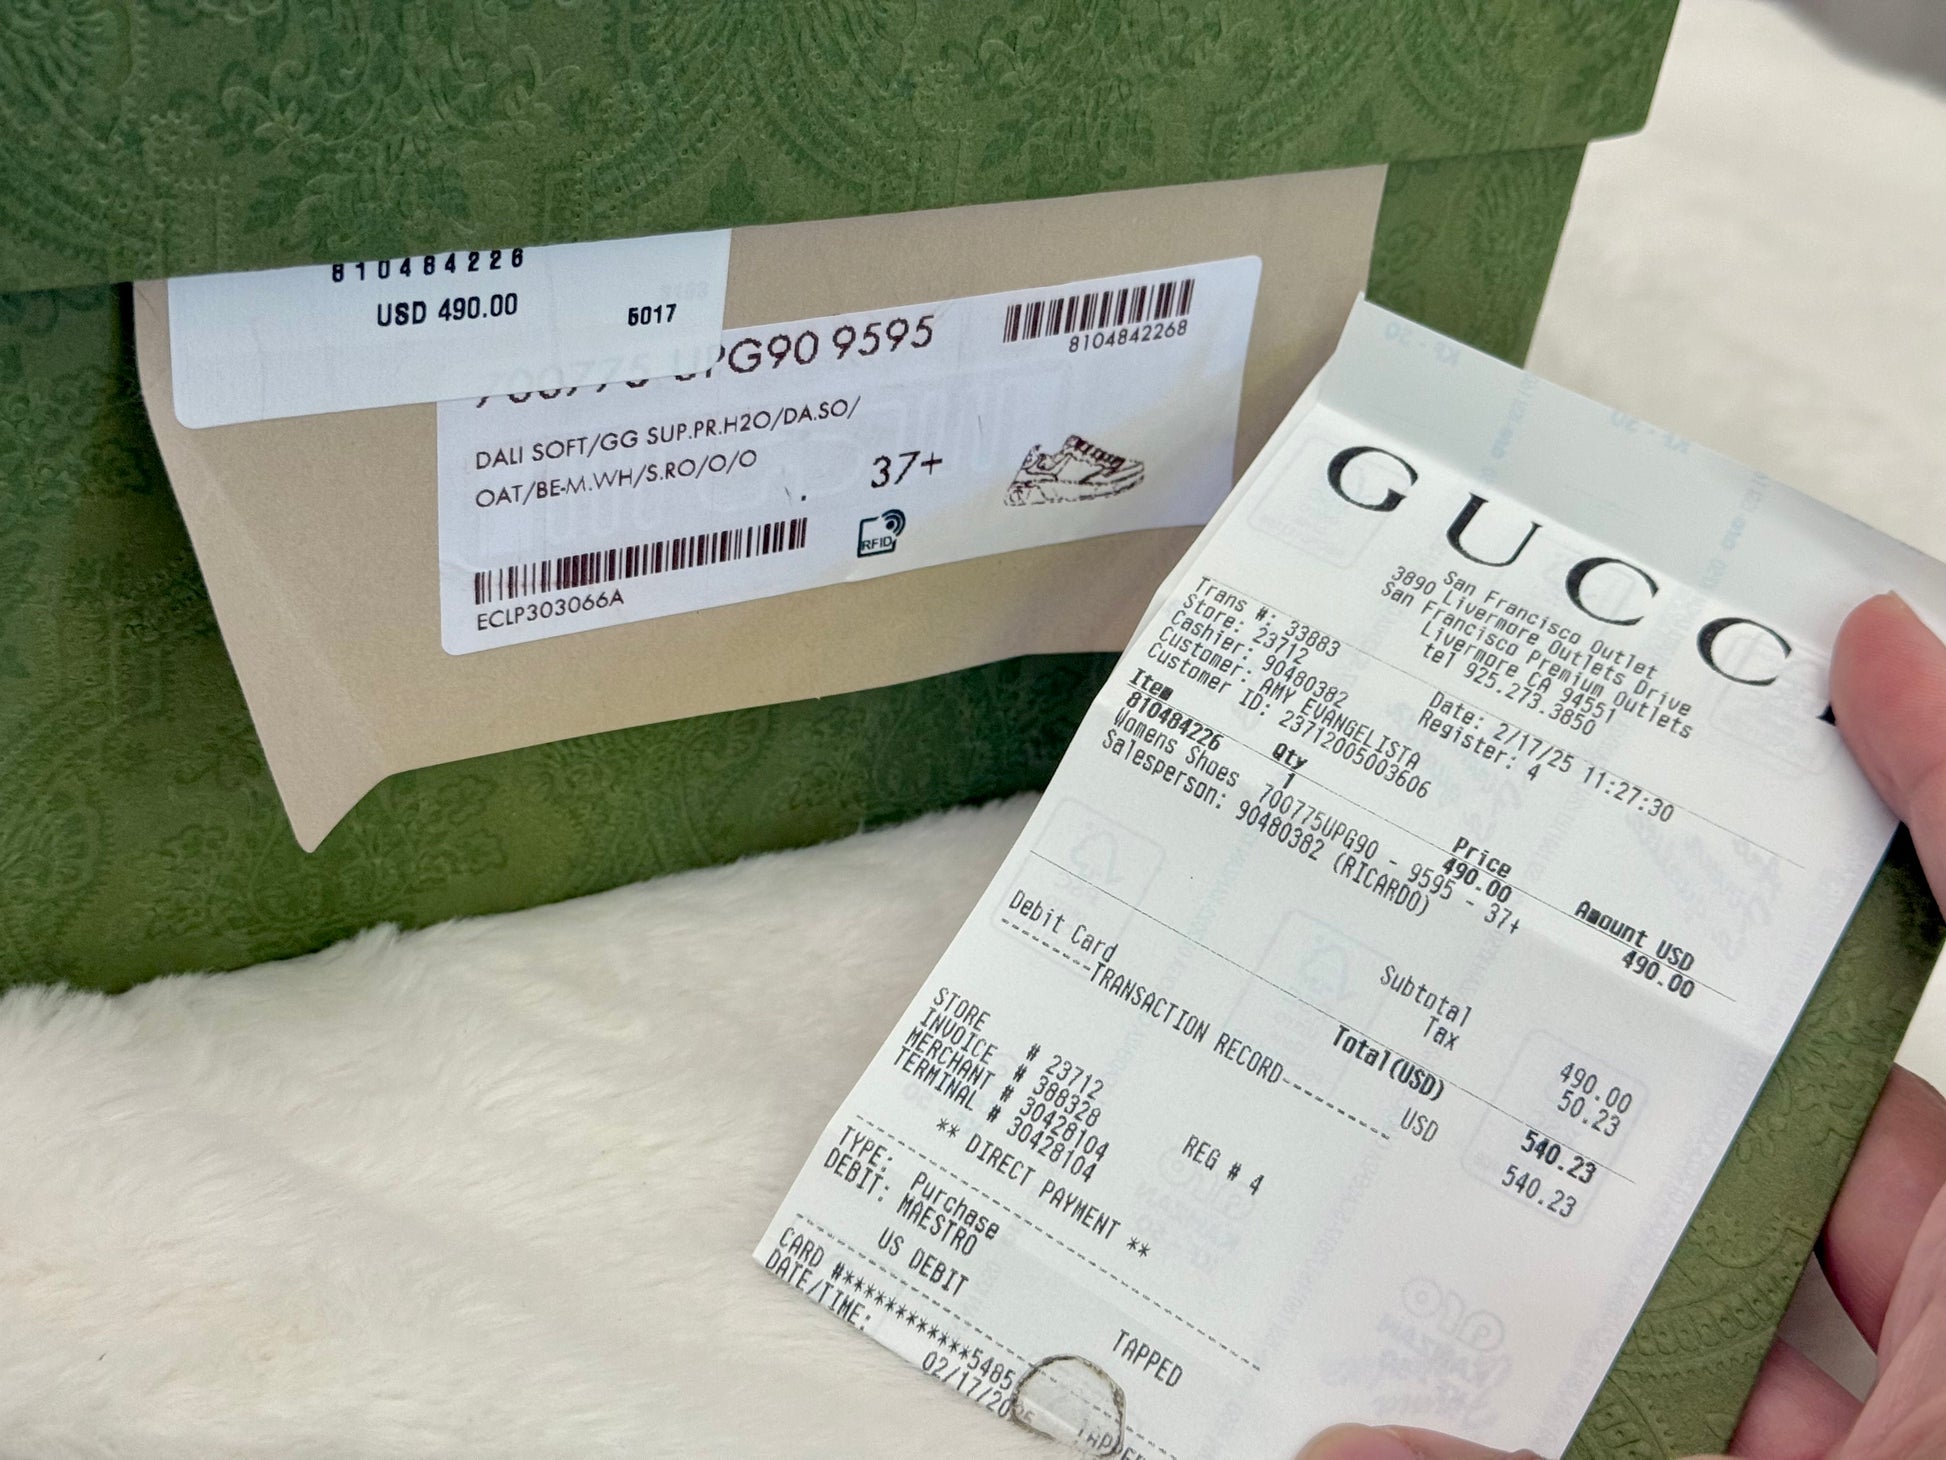 810484226
USD 490.00
5017
UPG90 9595
8104842268
DALI SOFT/GG SUP.PR.H2O/DA.SO/
OAT/BE-M.WH/S.RO/O/O
37+
RFID
ECLP303066A
GUCC
San Francisco Outlet
3890 Livermore Outlets Drive
San Francisco Premium Outlets
Livermore CA 94551
tel 925.273.3850
Trans #: 33883
Store: 23712
Date: 2/17/25 11:27:30
Cashier: 90480382
Register: 4
Customer: AMY EVANGELISTA
Customer ID: 23712005003606
Item Qty Price Amount USD
810484226 1 490.00 490.00
Womens Shoes 700775UPG90 - 9595 - 37+
Salesperson: 90480382 (RICARDO)
Subtotal 490.00
Tax 50.23
Total(USD) 540.23
Debit Card USD 540.23
--------TRANSACTION RECORD--------
STORE # 23712 REG # 4
INVOICE # 388328
MERCHANT # 30428104
TERMINAL # 30428104
** DIRECT PAYMENT **
TYPE: Purchase
DEBIT: MAESTRO
US DEBIT
CARD #************5485 TAPPED
DATE/TIME: 02/17/20